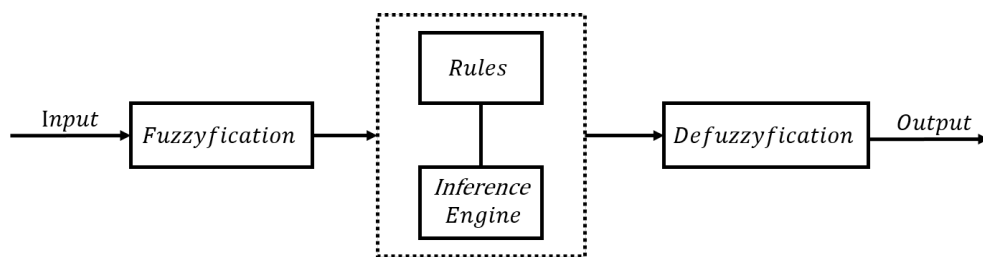 Input
Fuzzyfication
Rules
Inference
Engine
Defuzzyfication
Output